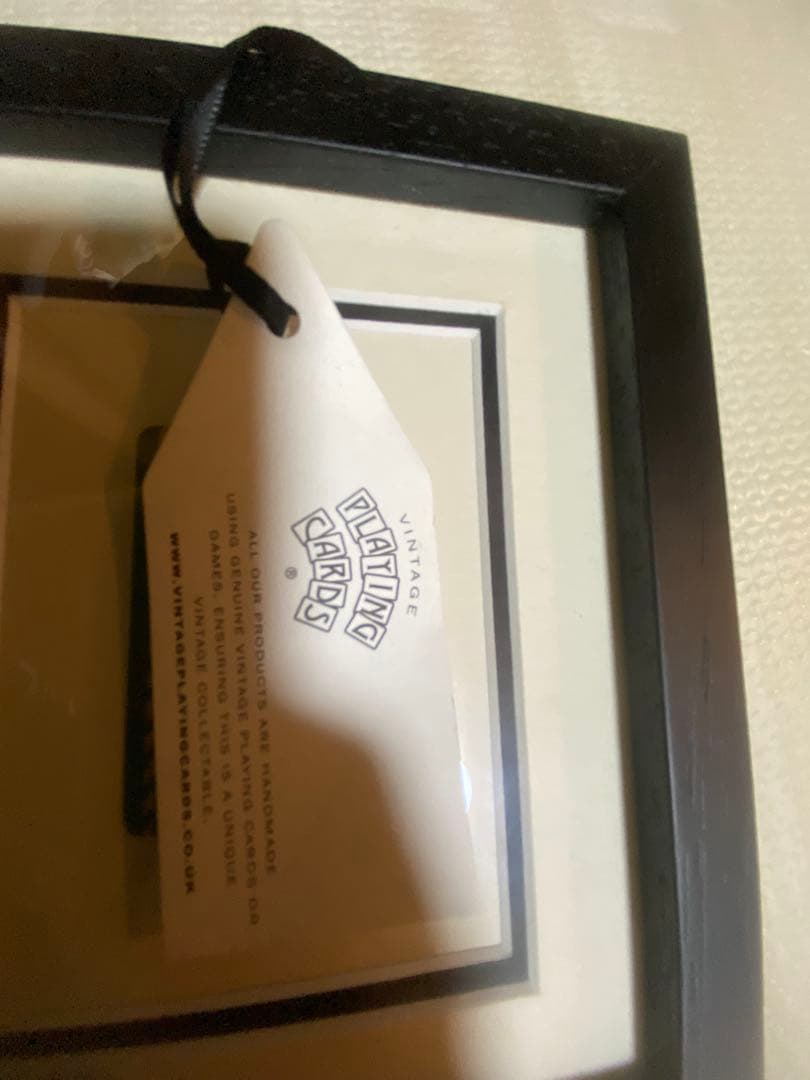 VINTAGE
PLAYING
CARDS
®
ALL OUR PRODUCTS ARE HANDMADE
USING GENUINE VINTAGE PLAYING CARDS OR
GAMES, ENSURING THIS IS A UNIQUE
VINTAGE COLLECTABLE.
WWW.VINTAGEPLAYINGCARDS.CO.UK